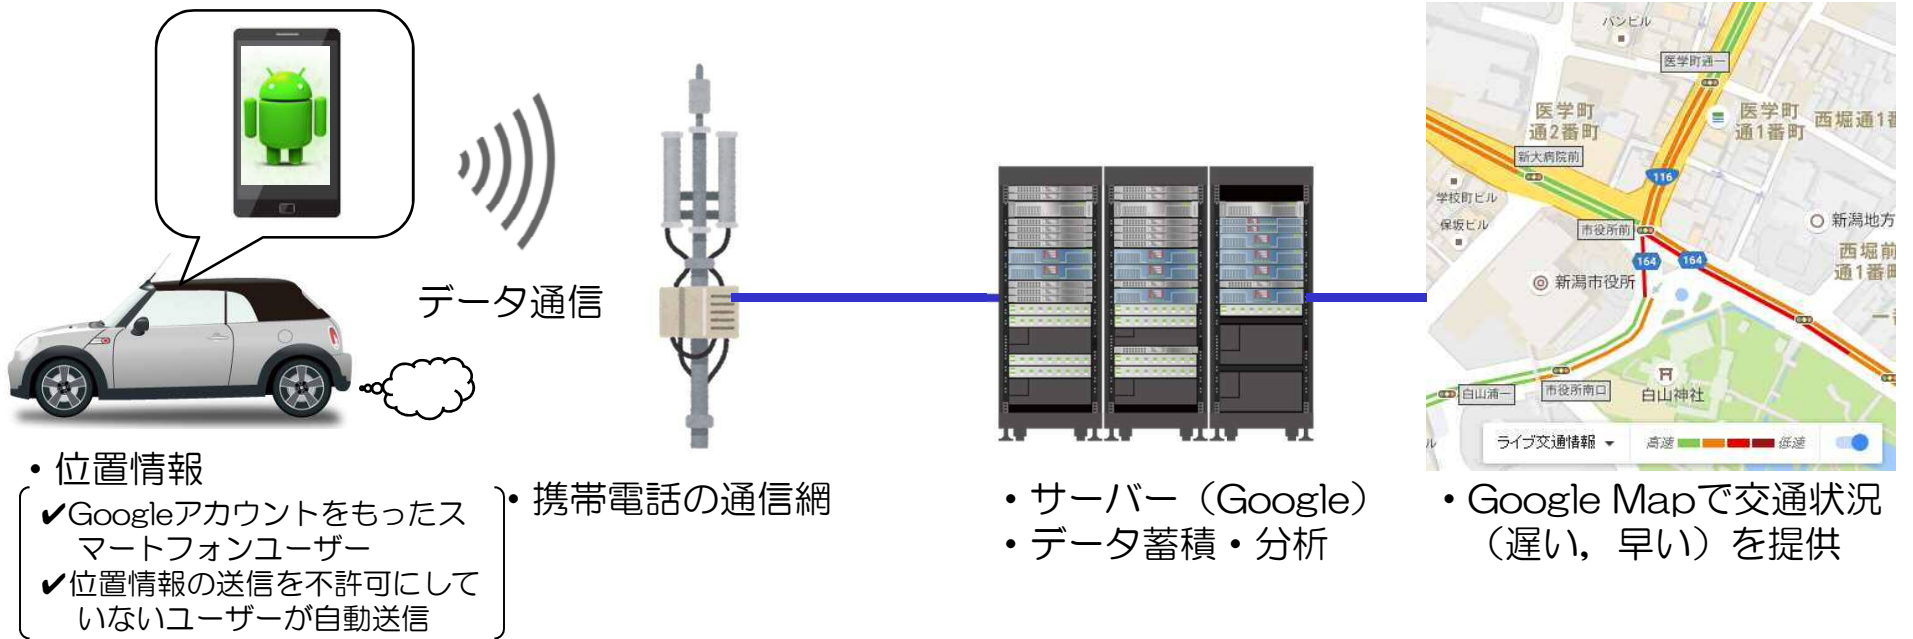 データ通信
・位置情報
✔Googleアカウントをもったス
マートフォンユーザー
✔位置情報の送信を不許可にして
いないユーザーが自動送信
・携帯電話の通信網
・サーバー（Google）
・データ蓄積・分析
バンビル
医学町通一
医学町
通2番町
医学町
通1番町
西堀通1番
新大病院前
116
学校町ビル
保坂ビル
市役所前
新潟地方
西堀前
通1番町
164
164
新潟市役所
一番
白山浦一
市役所南口
白山神社
ル
ライブ交通情報
高速
低速
・Google Mapで交通状況
（遅い，早い）を提供